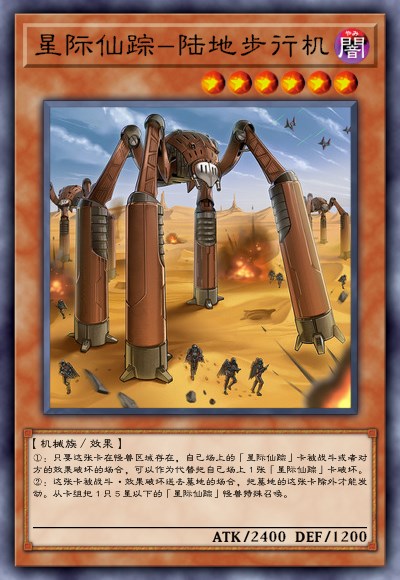 星际仙踪－陆地步行机
やみ
闇
【机械族／效果】
①：只要这张卡在怪兽区域存在，自己场上的「星际仙踪」卡被战斗或者对
方的效果破坏的场合，可以作为代替把自己场上1张「星际仙踪」卡破坏。
②：这张卡被战斗・效果破坏送去墓地的场合，把墓地的这张卡除外才能发
动。从卡组把1只5星以下的「星际仙踪」怪兽特殊召唤。
ATK/2400 DEF/1200